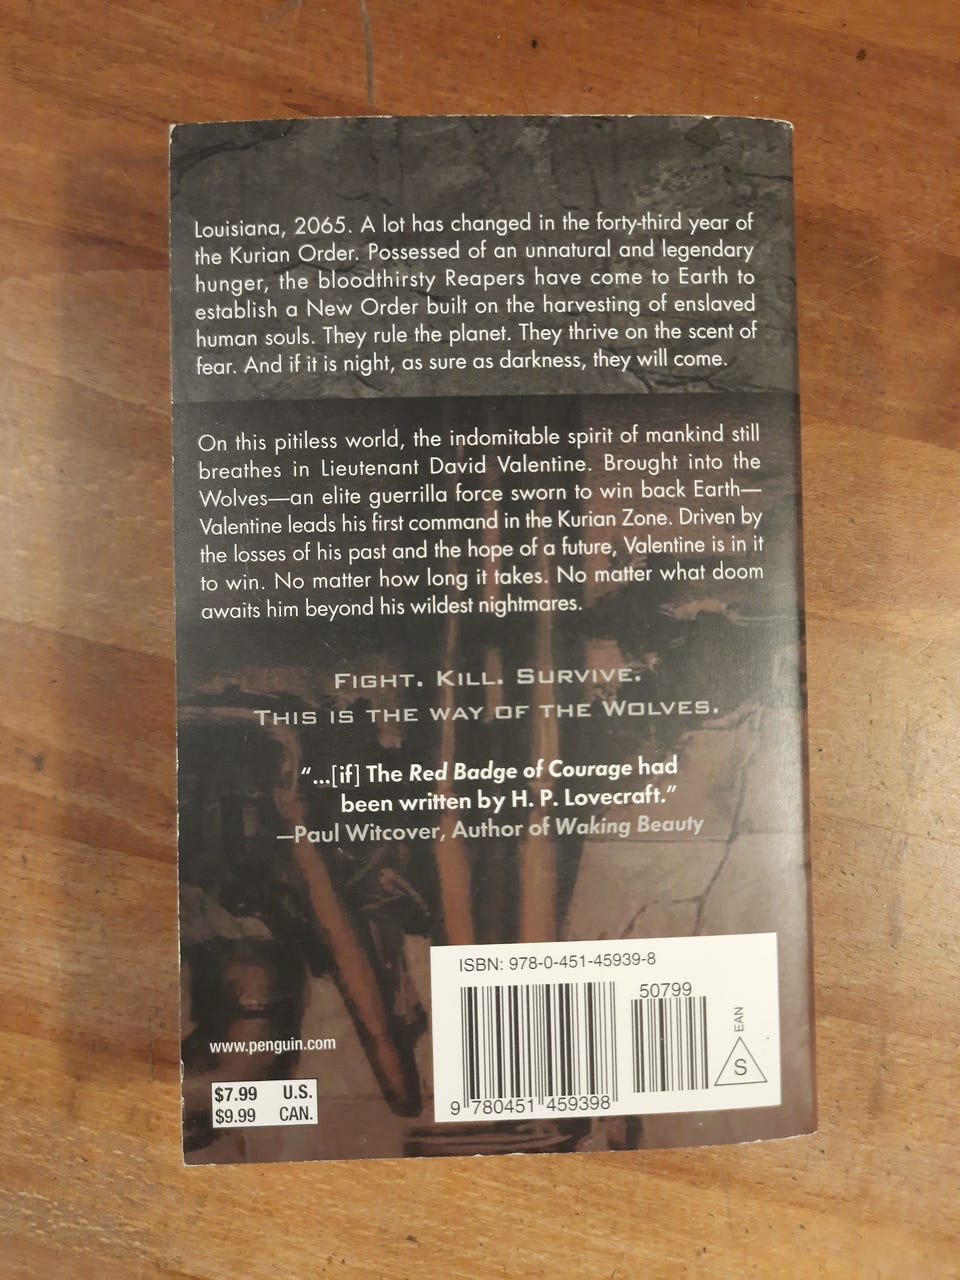 Louisiana, 2065. A lot has changed in the forty-third year of
the Kurian Order. Possessed of an unnatural and legendary
hunger, the bloodthirsty Reapers have come to Earth to
establish a New Order built on the harvesting of enslaved
human souls. They rule the planet. They thrive on the scent of
fear. And if it is night, as sure as darkness, they will come.
On this pitiless world, the indomitable spirit of mankind still
breathes in Lieutenant David Valentine. Brought into the
Wolves—an elite guerrilla force sworn to win back Earth—
Valentine leads his first command in the Kurian Zone. Driven by
the losses of his past and the hope of a future, Valentine is in it
to win. No matter how long it takes. No matter what doom
awaits him beyond his wildest nightmares.
Fight. Kill. Survive.
This is the way of the Wolves.
"...[if] The Red Badge of Courage had
been written by H. P. Lovecraft."
—Paul Witcover, Author of Waking Beauty
ISBN: 978-0-451-45939-8
50799
EAN
S
9 780451 459398
www.penguin.com
$7.99 U.S.
$9.99 CAN.